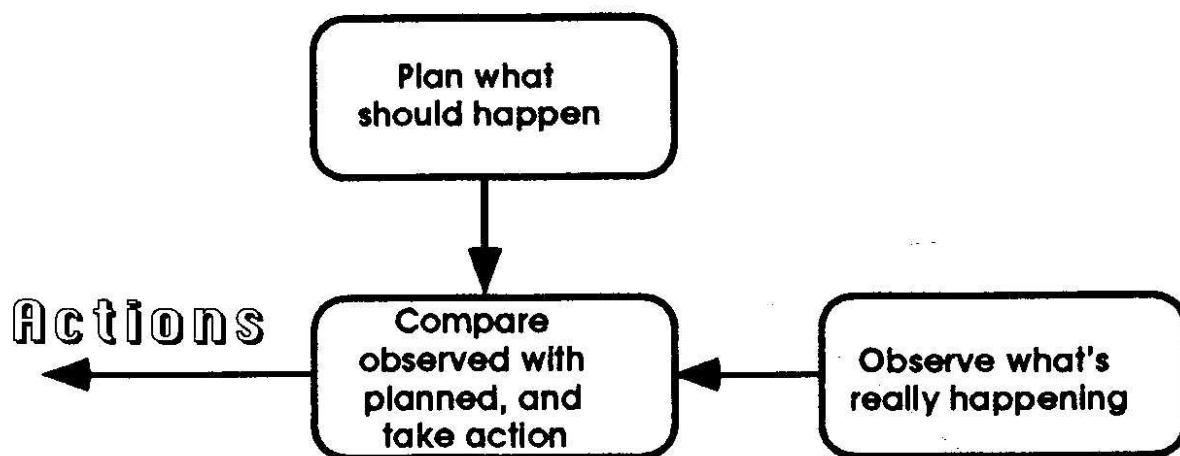 Plan what
should happen
Actions
Compare
observed with
planned, and
take action
Observe what's
really happening